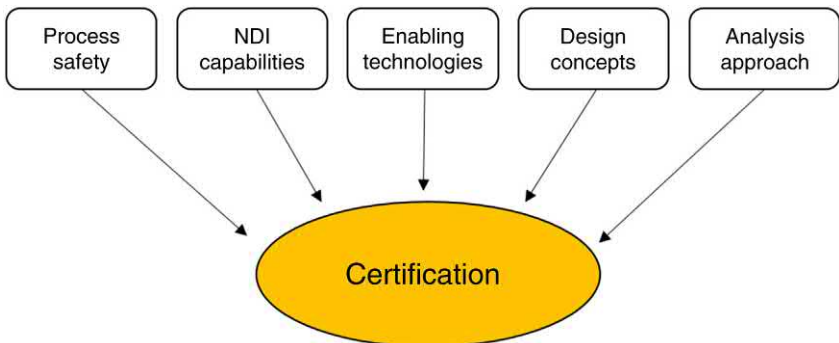 Process
safety
NDI
capabilities
Enabling
technologies
Design
concepts
Analysis
approach
Certification